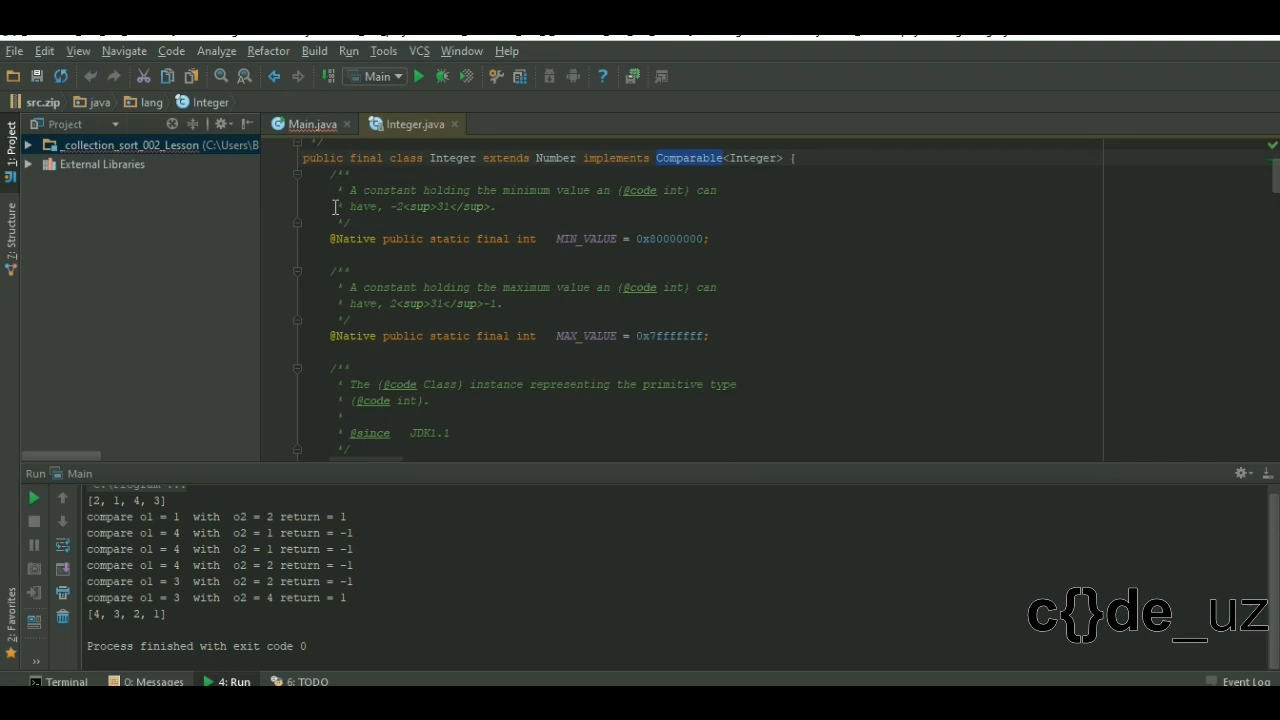 File Edit View Navigate Code Analyze Refactor Build Run Tools VCS Window Help
Main
src.zip java lang Integer
Project
Main.java Integer.java
1: Project
_collection_sort_002_Lesson (C:\Users\B
External Libraries
7: Structure
2: Favorites
*/
public final class Integer extends Number implements Comparable<Integer> {
/**
* A constant holding the minimum value an {@code int} can
* have, -2<sup>31</sup>.
*/
@Native public static final int   MIN_VALUE = 0x80000000;
/**
* A constant holding the maximum value an {@code int} can
* have, 2<sup>31</sup>-1.
*/
@Native public static final int   MAX_VALUE = 0x7fffffff;
/**
* The {@code Class} instance representing the primitive type
* {@code int}.
*
* @since   JDK1.1
*/
Run Main
[2, 1, 4, 3]
compare o1 = 1  with  o2 = 2 return = 1
compare o1 = 4  with  o2 = 1 return = -1
compare o1 = 4  with  o2 = 1 return = -1
compare o1 = 4  with  o2 = 2 return = -1
compare o1 = 3  with  o2 = 2 return = -1
compare o1 = 3  with  o2 = 4 return = 1
[4, 3, 2, 1]
Process finished with exit code 0
c{}de_uz
Terminal 0: Messages 4: Run 6: TODO Event Log